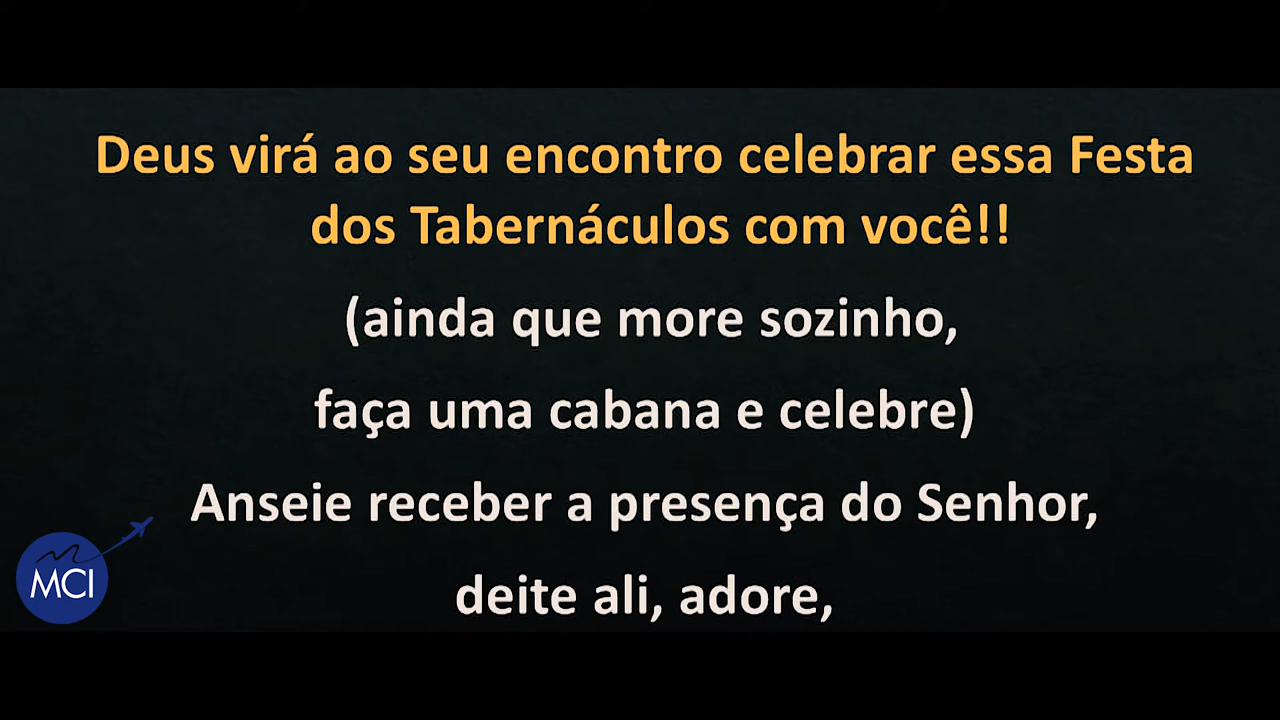 Deus virá ao seu encontro celebrar essa Festa
dos Tabernáculos com você!!
(ainda que more sozinho,
faça uma cabana e celebre)
Anseie receber a presença do Senhor,
deite ali, adore,
MCI